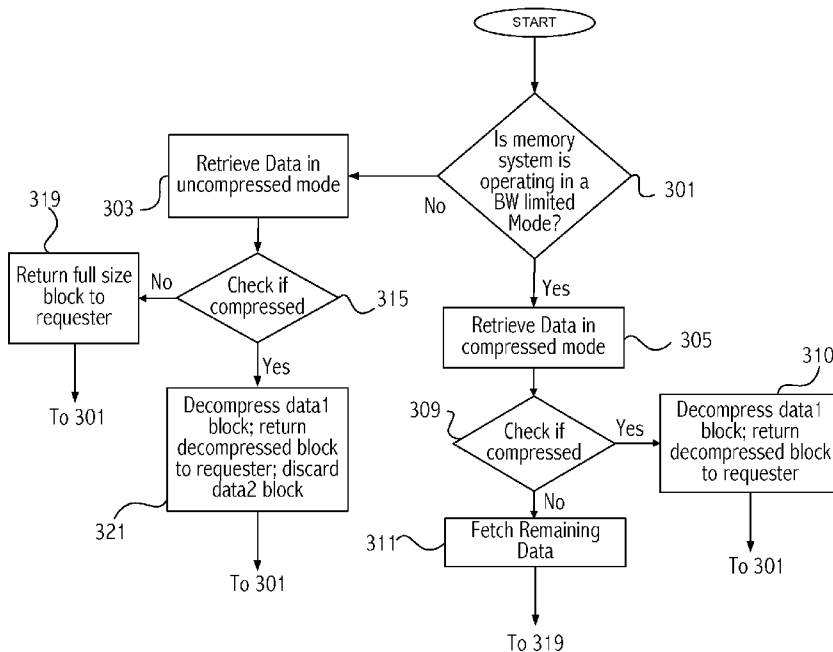 START
Is memory
system is
operating in a
BW limited
Mode?
301
No
Yes
Retrieve Data in
uncompressed mode
303
319
Return full size
block to
requester
No
Check if
compressed
315
Yes
To 301
Decompress data1
block; return
decompressed block
to requester; discard
data2 block
321
To 301
Retrieve Data in
compressed mode
305
309
Check if
compressed
Yes
310
Decompress data1
block; return
decompressed block
to requester
To 301
No
311
Fetch Remaining
Data
To 319